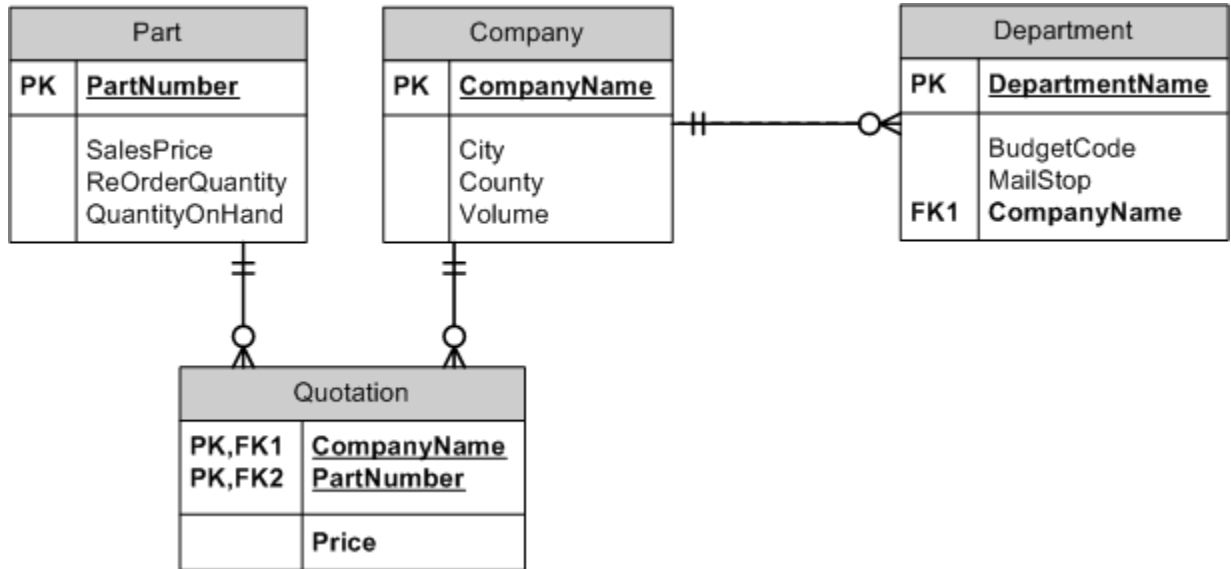 Part
PK PartNumber
SalesPrice
ReOrderQuantity
QuantityOnHand
Company
PK CompanyName
City
County
Volume
Department
PK DepartmentName
BudgetCode
MailStop
FK1 CompanyName
Quotation
PK,FK1 CompanyName
PK,FK2 PartNumber
Price